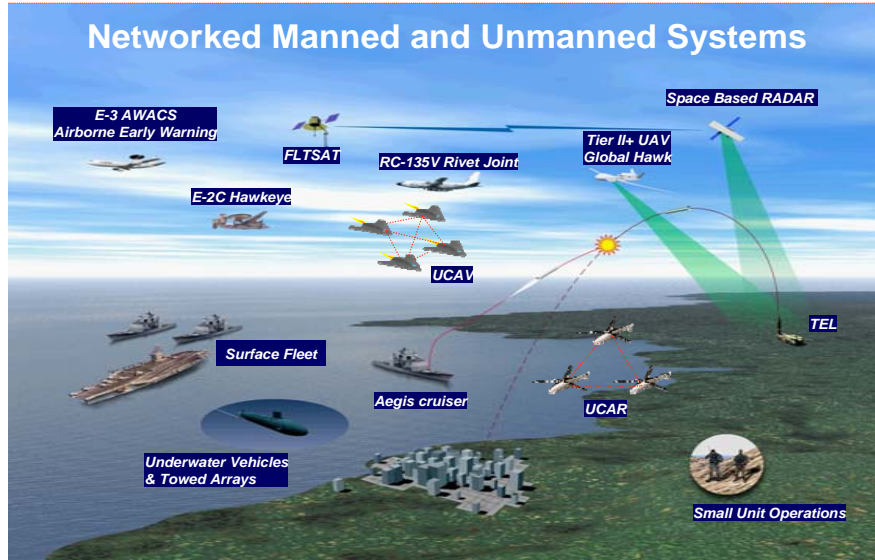 Networked Manned and Unmanned Systems
E-3 AWACS
Airborne Early Warning
FLTSAT
RC-135V Rivet Joint
Tier II+ UAV
Global Hawk
Space Based RADAR
E-2C Hawkeye
UCAV
TEL
Surface Fleet
Aegis cruiser
UCAR
Underwater Vehicles
& Towed Arrays
Small Unit Operations